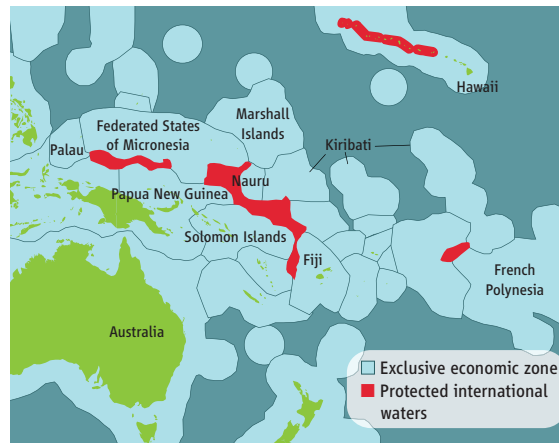 Hawaii
Marshall
Islands
Federated States
of Micronesia
Kiribati
Palau
Nauru
Papua New Guinea
Solomon Islands
Fiji
French
Polynesia
Australia
Exclusive economic zone
Protected international
waters